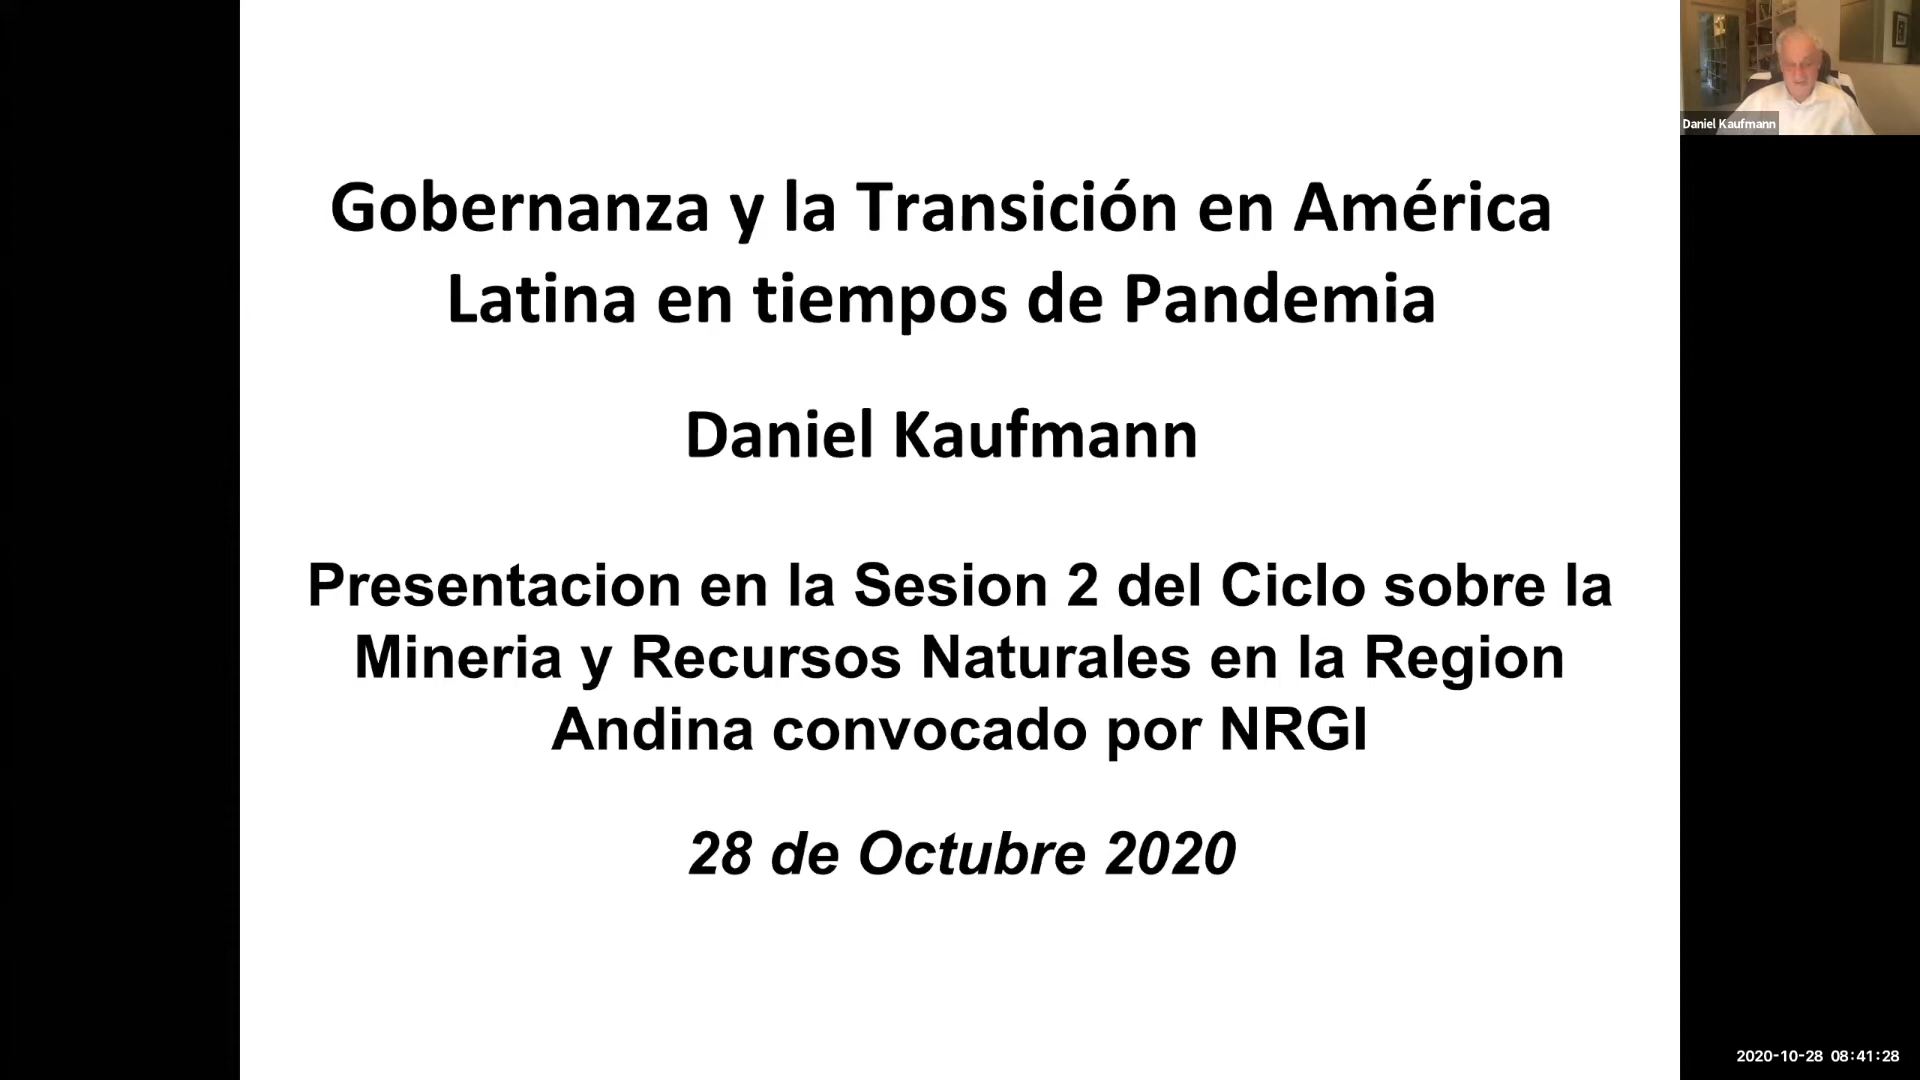 Gobernanza y la Transición en América
Latina en tiempos de Pandemia
Daniel Kaufmann
Presentacion en la Sesion 2 del Ciclo sobre la
Mineria y Recursos Naturales en la Region
Andina convocado por NRGI
28 de Octubre 2020
Daniel Kaufmann
2020-10-28 08:41:28